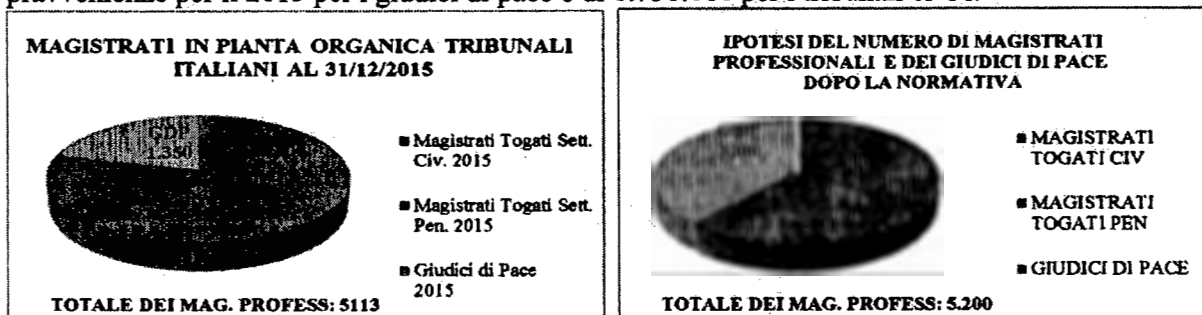 MAGISTRATI IN PIANTA ORGANICA TRIBUNALI
ITALIANI AL 31/12/2015
GDP
■ Magistrati Togati Sett.
Civ. 2015
■ Magistrati Togati Sett.
Pen. 2015
■ Giudici di Pace
2015
TOTALE DEI MAG. PROFESS: 5113
IPOTESI DEL NUMERO DI MAGISTRATI
PROFESSIONALI E DEI GIUDICI DI PACE
DOPO LA NORMATIVA
■ MAGISTRATI
TOGATI CIV
■ MAGISTRATI
TOGATI PEN
■ GIUDICI DI PACE
TOTALE DEI MAG. PROFESS: 5.200